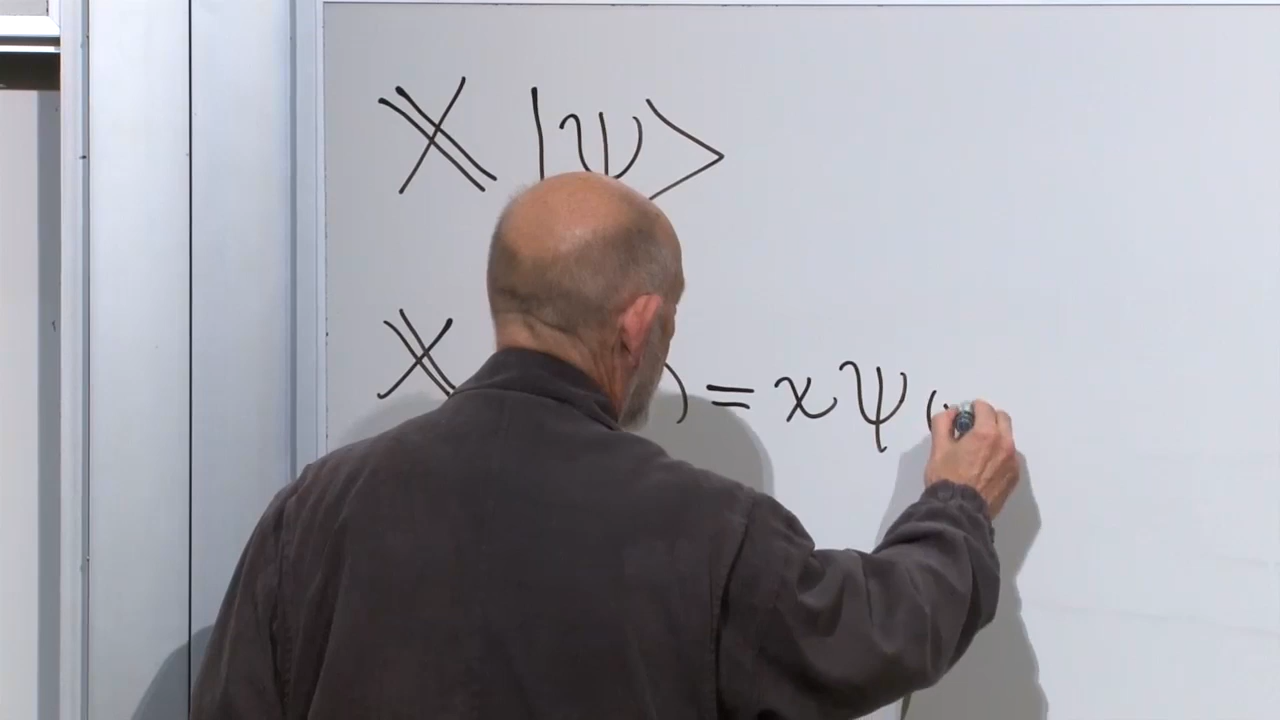 𝕏 |ψ>
𝕏 ) = xψ(